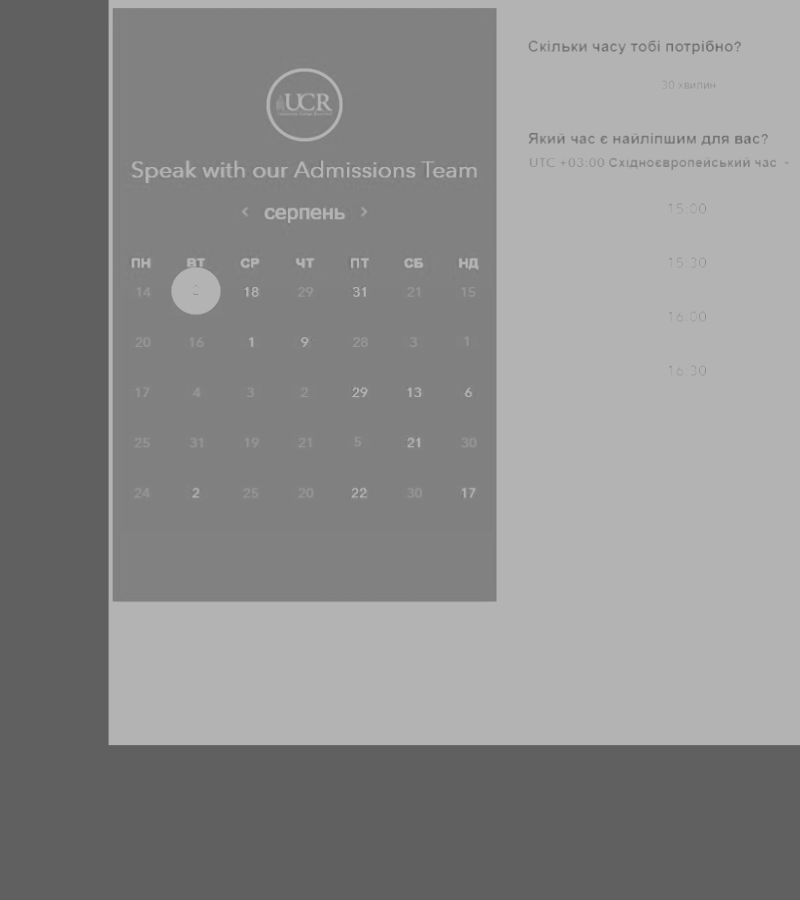 Скільки часу тобі потрібно?
30 хвилин
Який час є найліпшим для вас?
UTC +03:00 Східноєвропейський час
15:00
15:30
16:00
16:30
UCR
Speak with our Admissions Team
‹ серпень ›
ПН ВТ СР ЧТ ПТ СБ НД
14 18 29 31 21 15
20 16 1 9 28 3 1
17 4 3 2 29 13 6
25 31 19 21 5 21 30
24 2 25 20 22 30 17